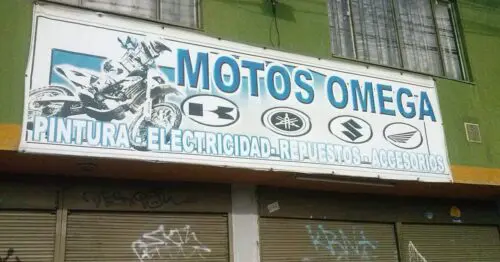 MOTOS OMEGA
PINTURA - ELECTRICIDAD - REPUESTOS - ACCESORIOS